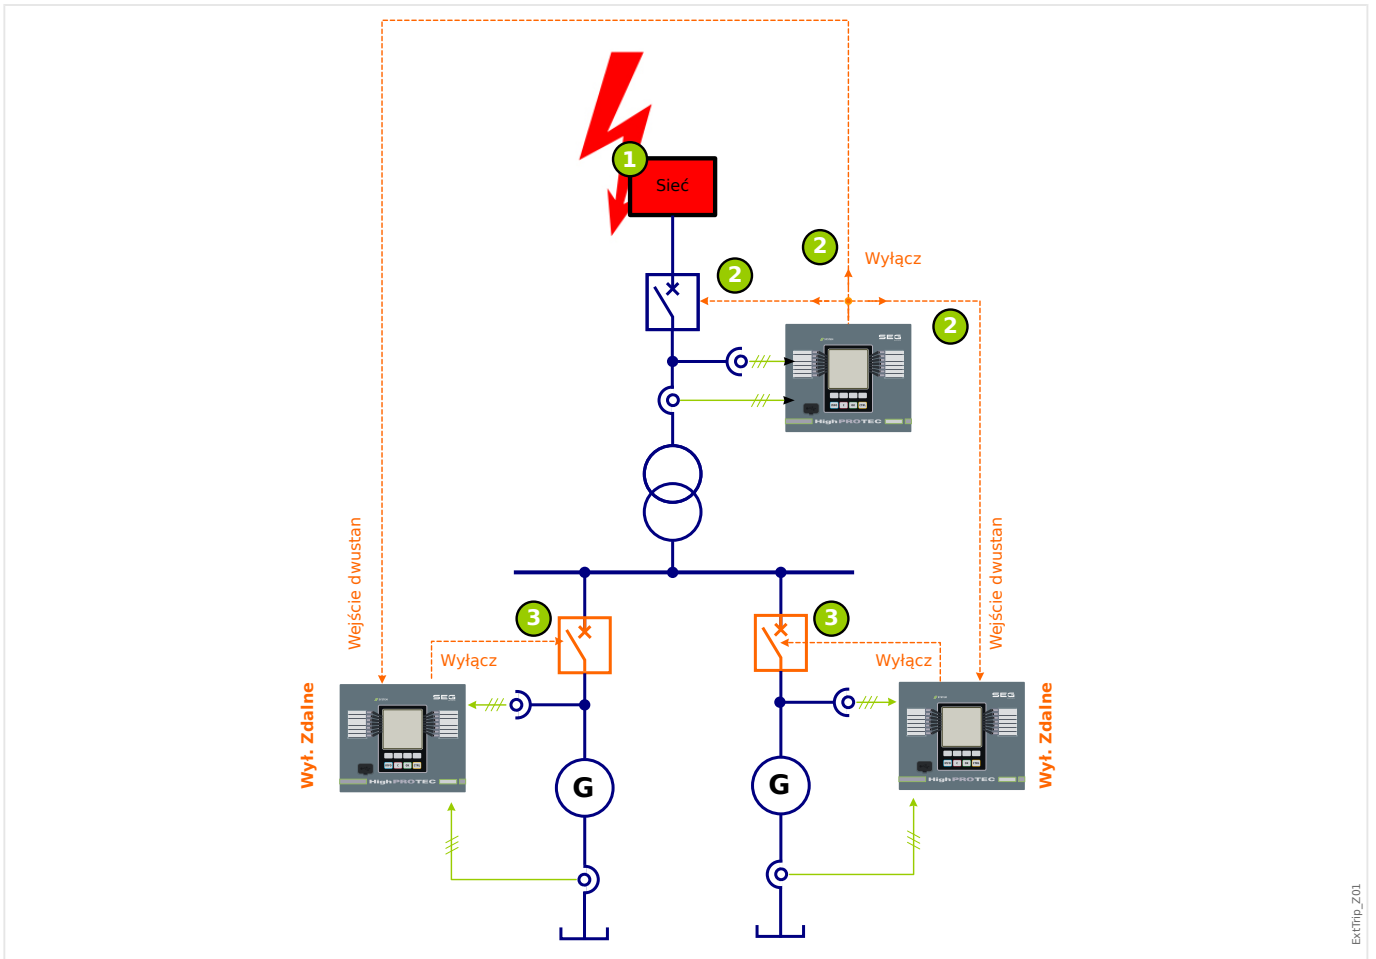 1
Sieć
2
Wyłącz
2
2
SEG
HighPROTEC
Wejście dwustan
Wejście dwustan
3
3
Wyłącz
Wyłącz
Wył. Zdalne
SEG
HighPROTEC
SEG
HighPROTEC
Wył. Zdalne
G
G
ExtTrip_Z01